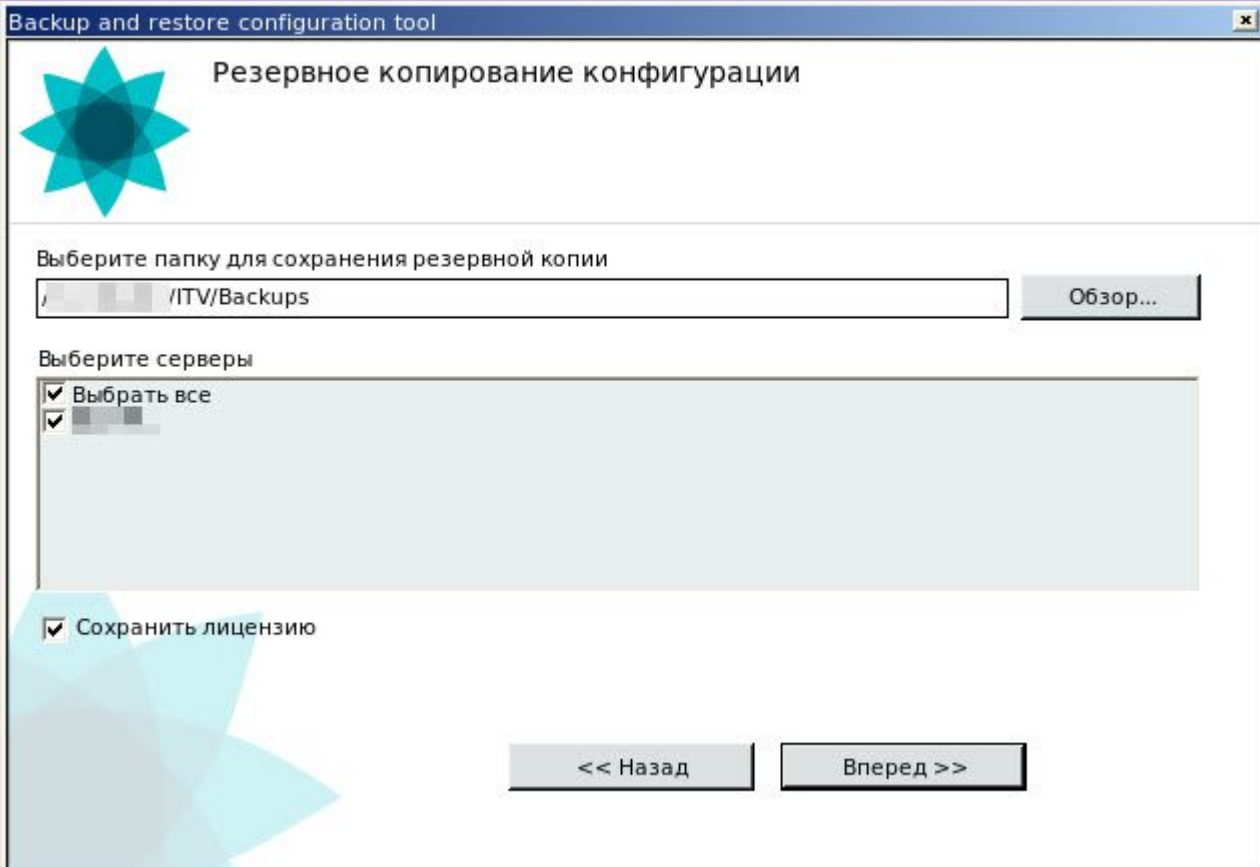 Backup and restore configuration tool
Резервное копирование конфигурации
Выберите папку для сохранения резервной копии
/ /ITV/Backups
Обзор...
Выберите серверы
Выбрать все
Сохранить лицензию
<< Назад
Вперед >>